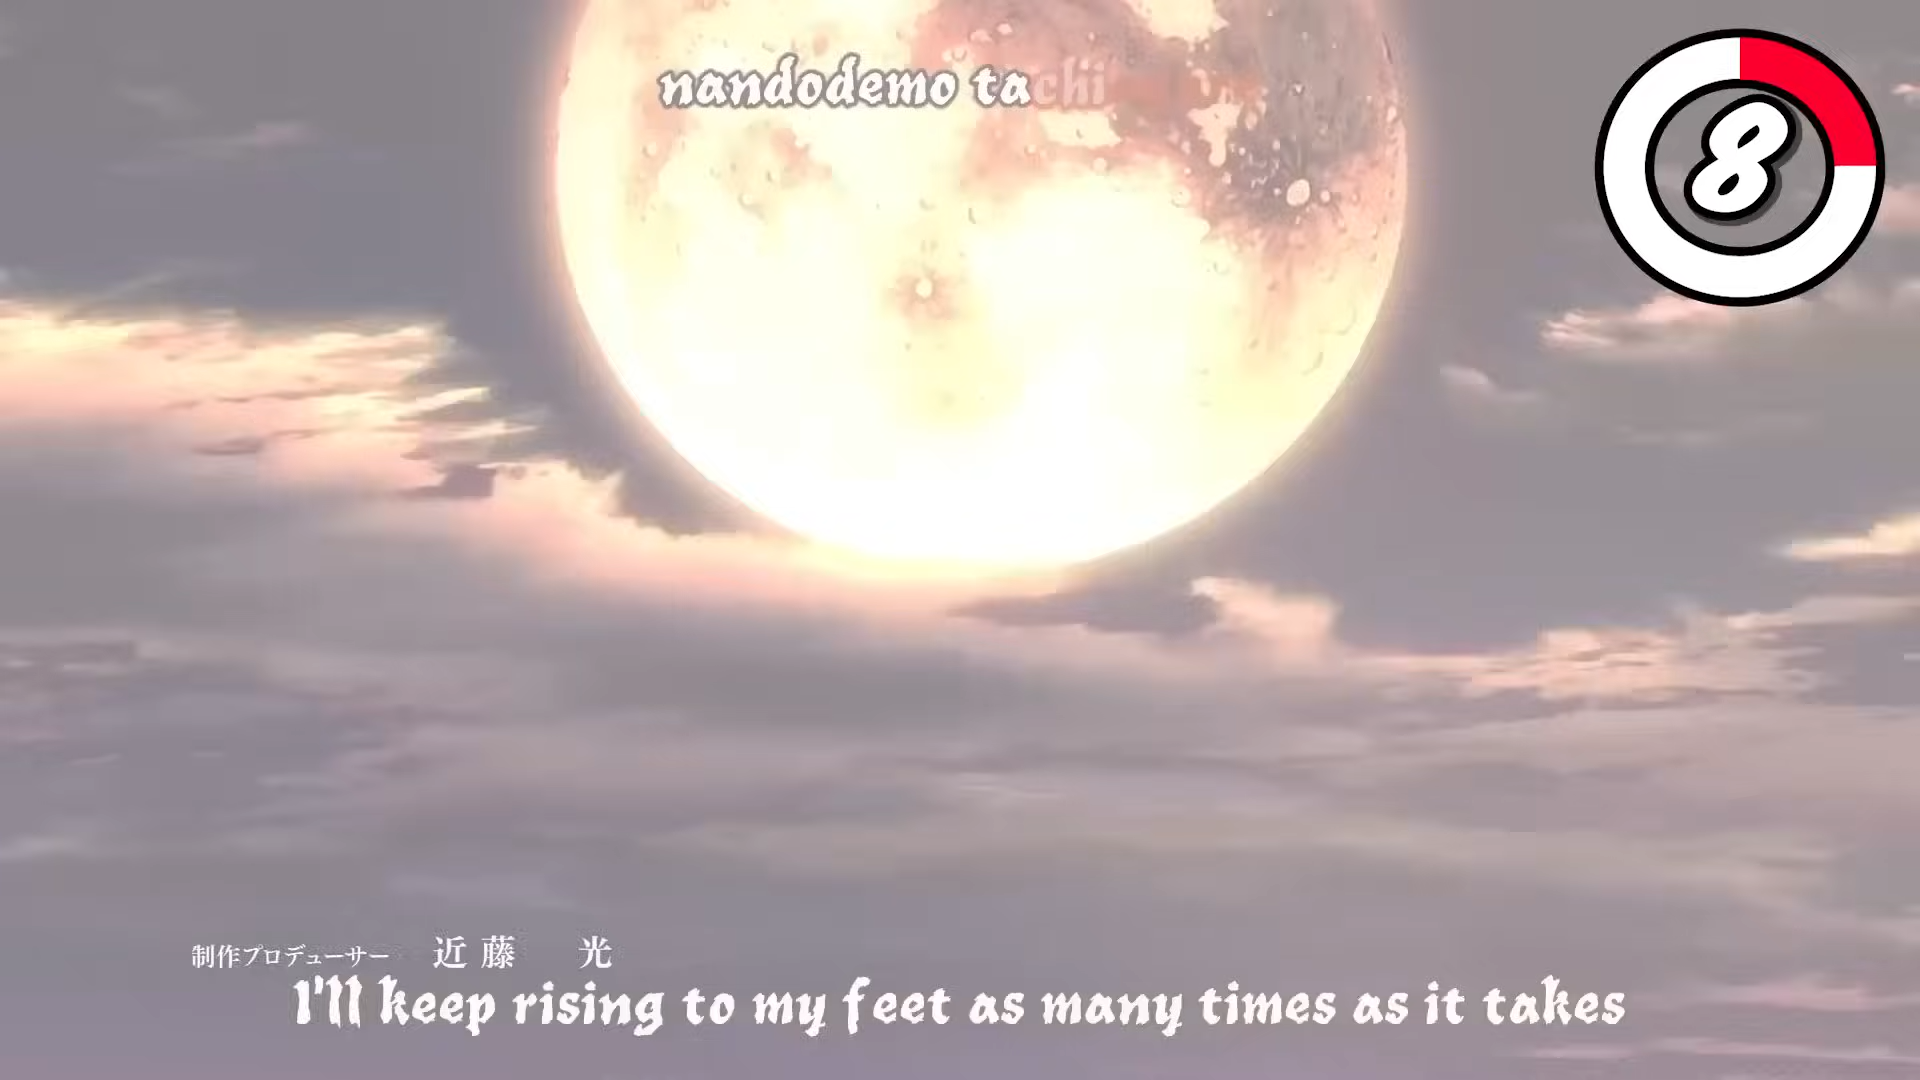 nandodemo tachi
8
制作プロデューサー 近藤 光
I'll keep rising to my feet as many times as it takes